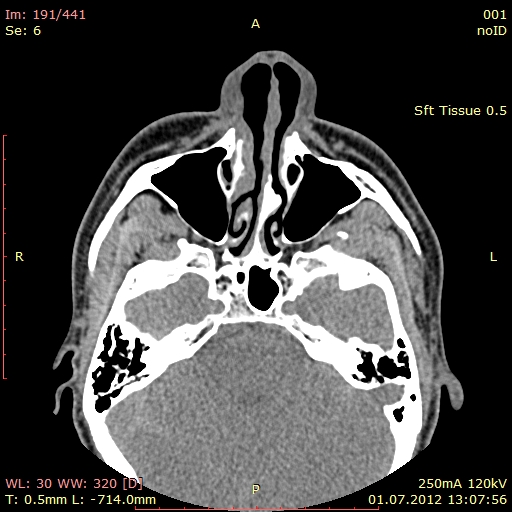 Im: 191/441
Se: 6
A
001
noID
Sft Tissue 0.5
R
L
WL: 30 WW: 320 [D]
T: 0.5mm L: -714.0mm
P
250mA 120kV
01.07.2012 13:07:56